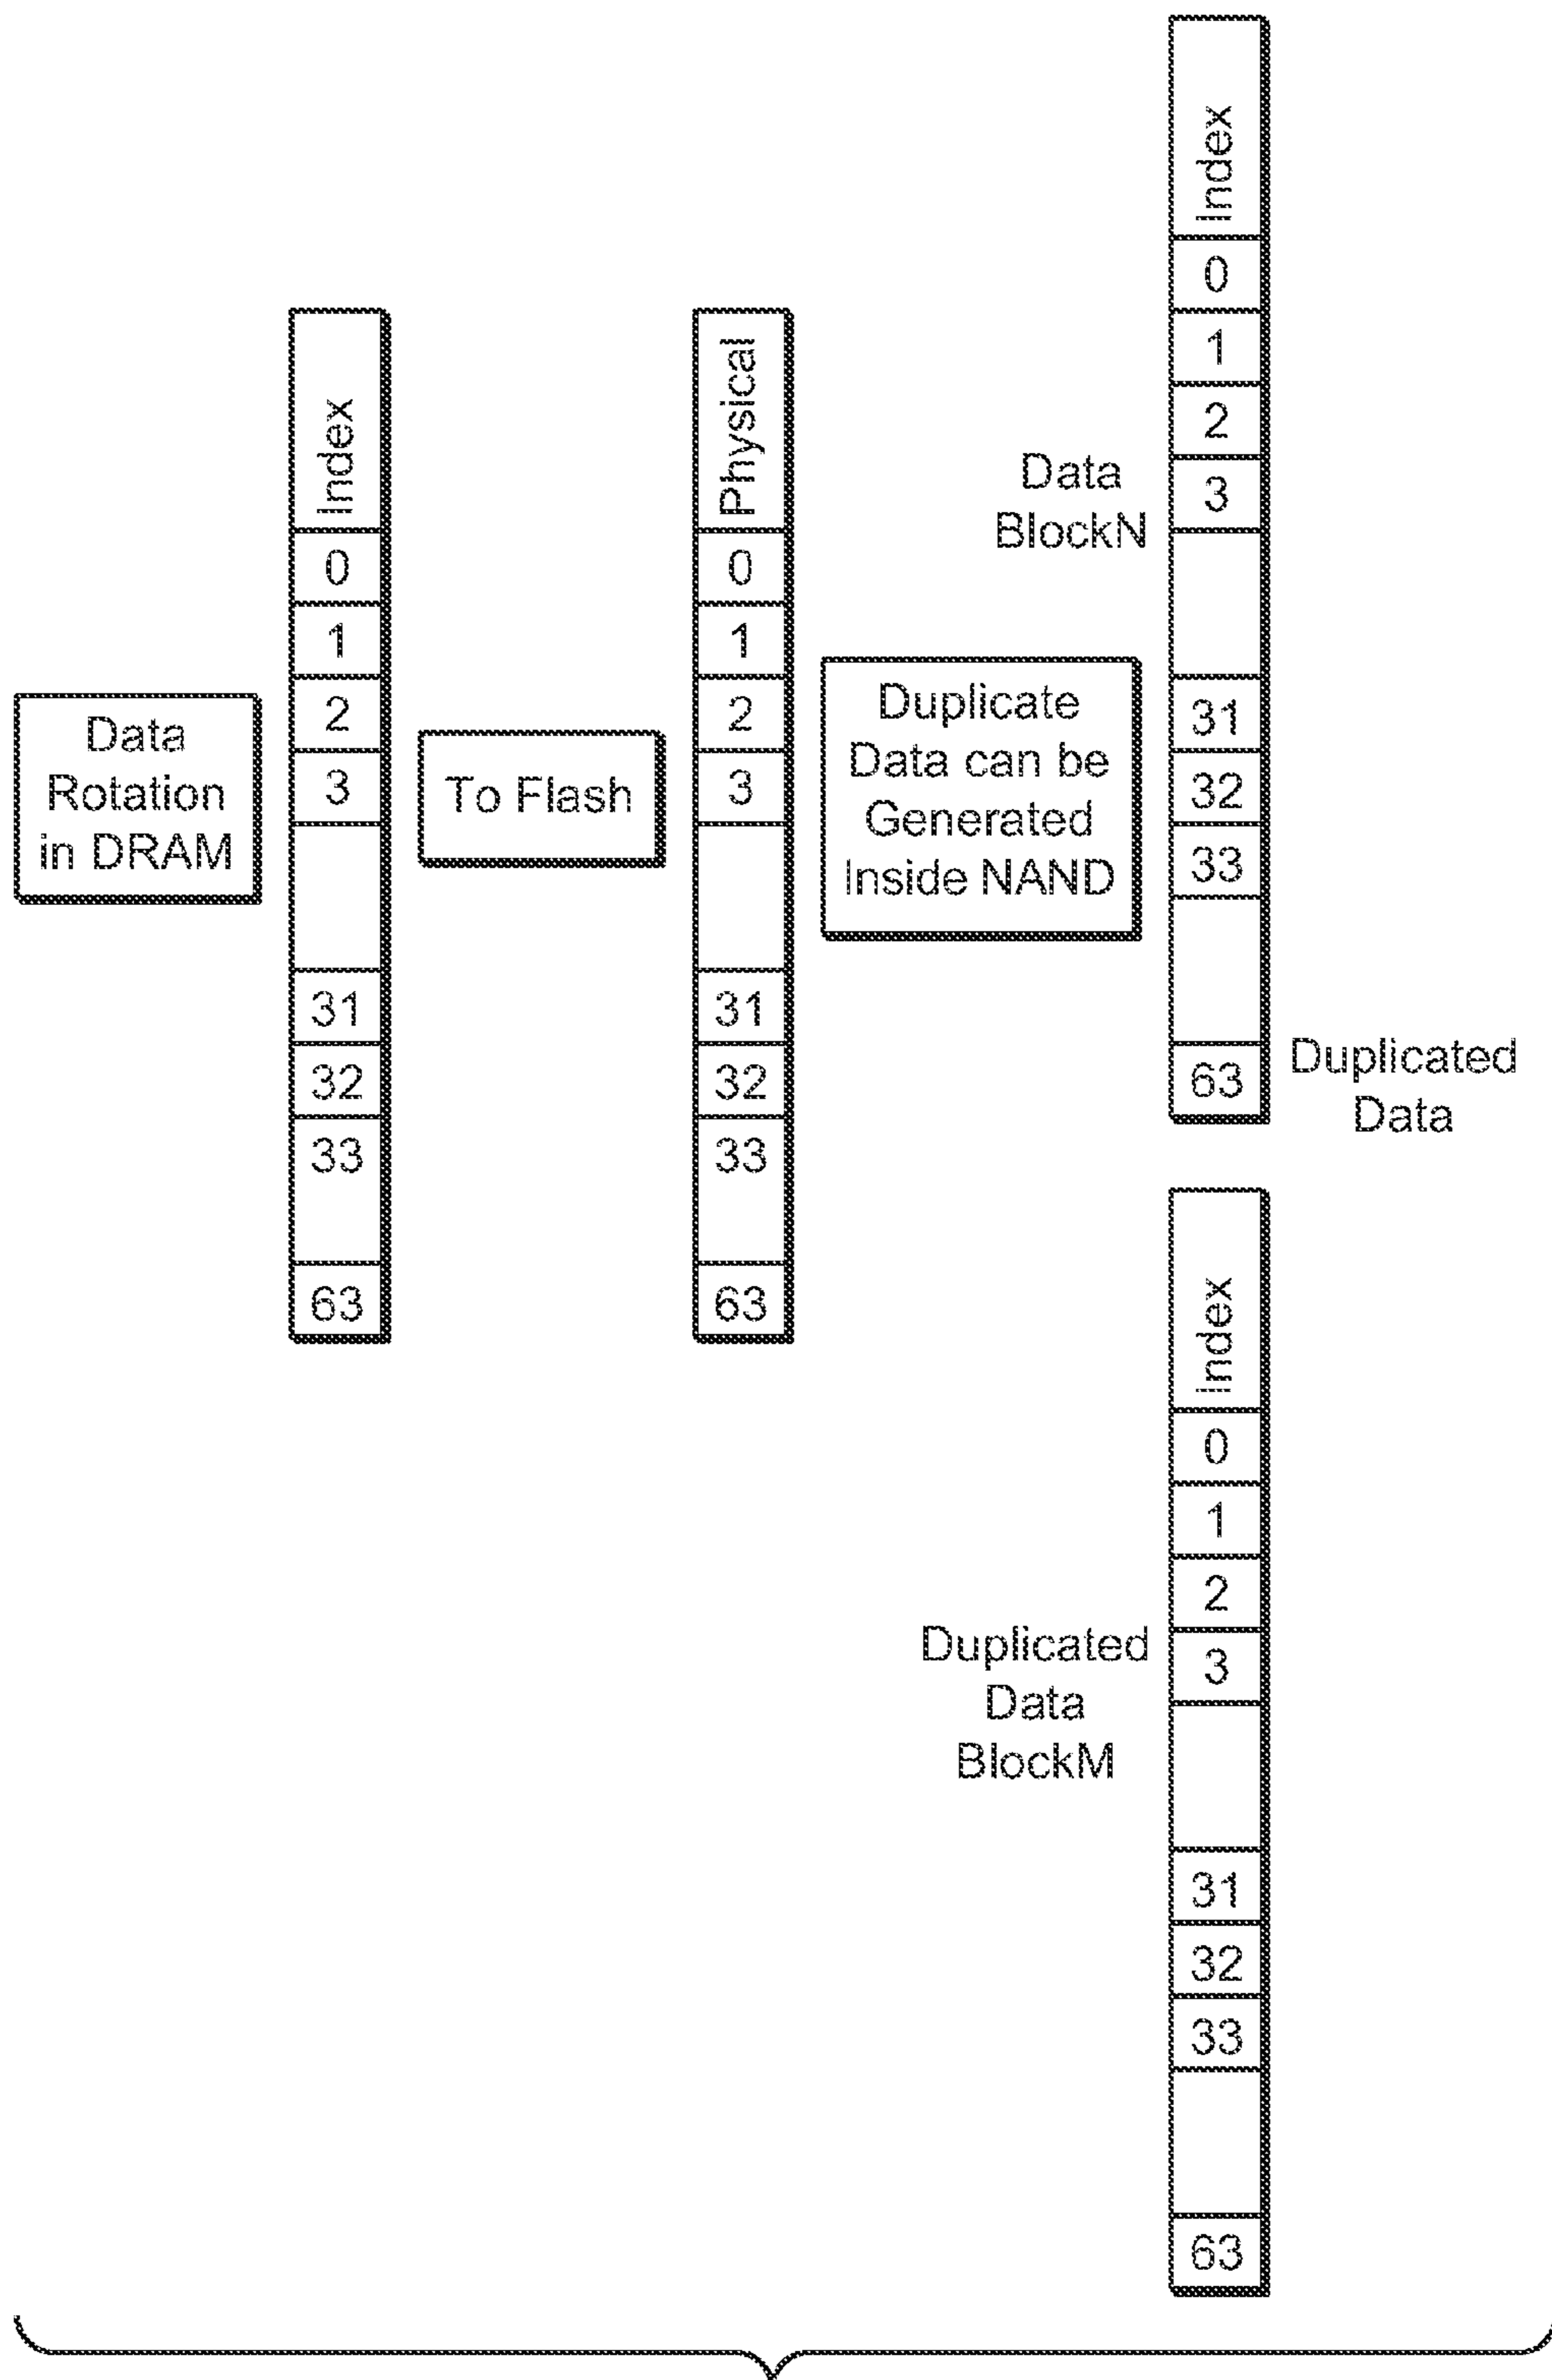 Data
Rotation
in DRAM
Index
0
1
2
3
31
32
33
63
To Flash
Physical
0
1
2
3
31
32
33
63
Duplicate
Data can be
Generated
Inside NAND
Data
BlockN
Index
0
1
2
3
31
32
33
63
Duplicated
Data
Duplicated
Data
BlockM
index
0
1
2
3
31
32
33
63